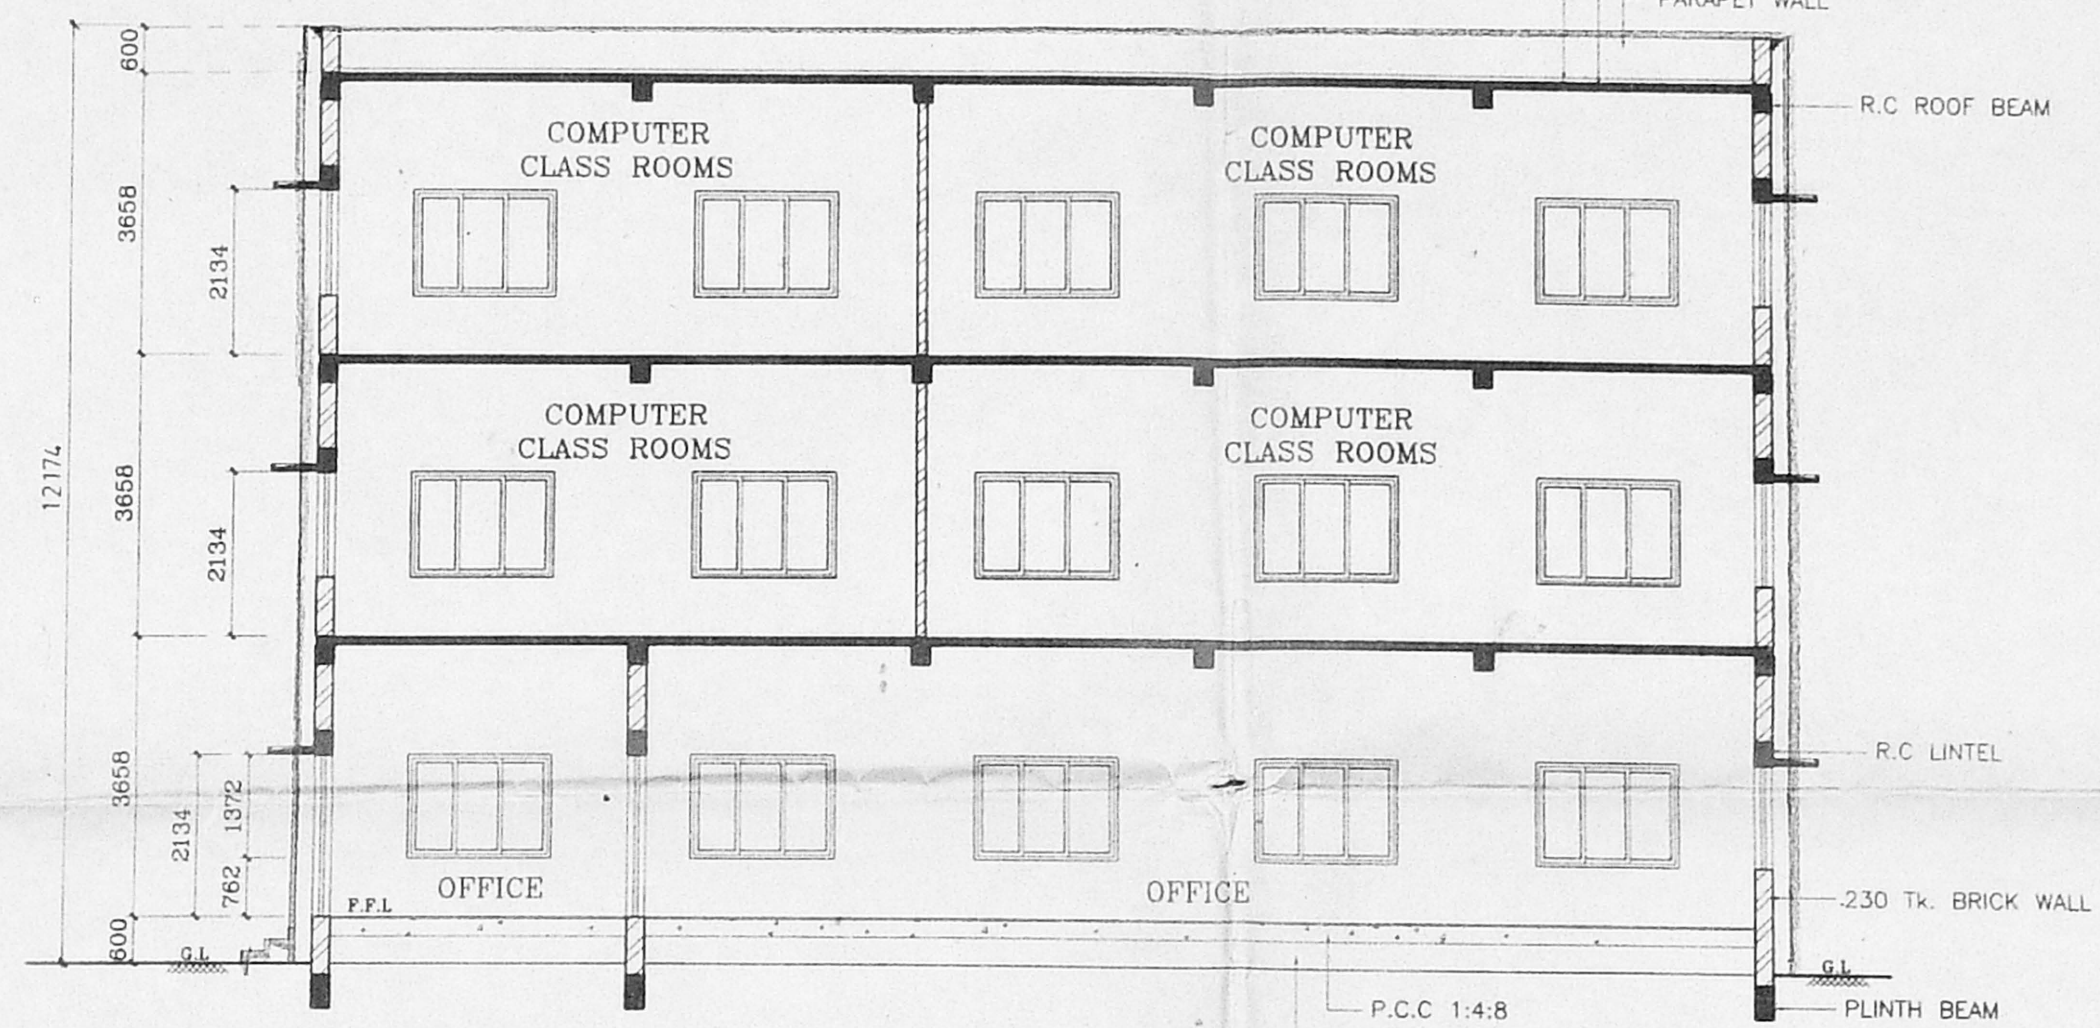 PARAPET WALL
600
R.C ROOF BEAM
COMPUTER
CLASS ROOMS
COMPUTER
CLASS ROOMS
3658
2134
COMPUTER
CLASS ROOMS
COMPUTER
CLASS ROOMS
12174
3658
2134
R.C LINTEL
3658
2134
1372
762
OFFICE
OFFICE
F.F.L
230 Tk. BRICK WALL
600
G.L
G.L
P.C.C 1:4:8
PLINTH BEAM